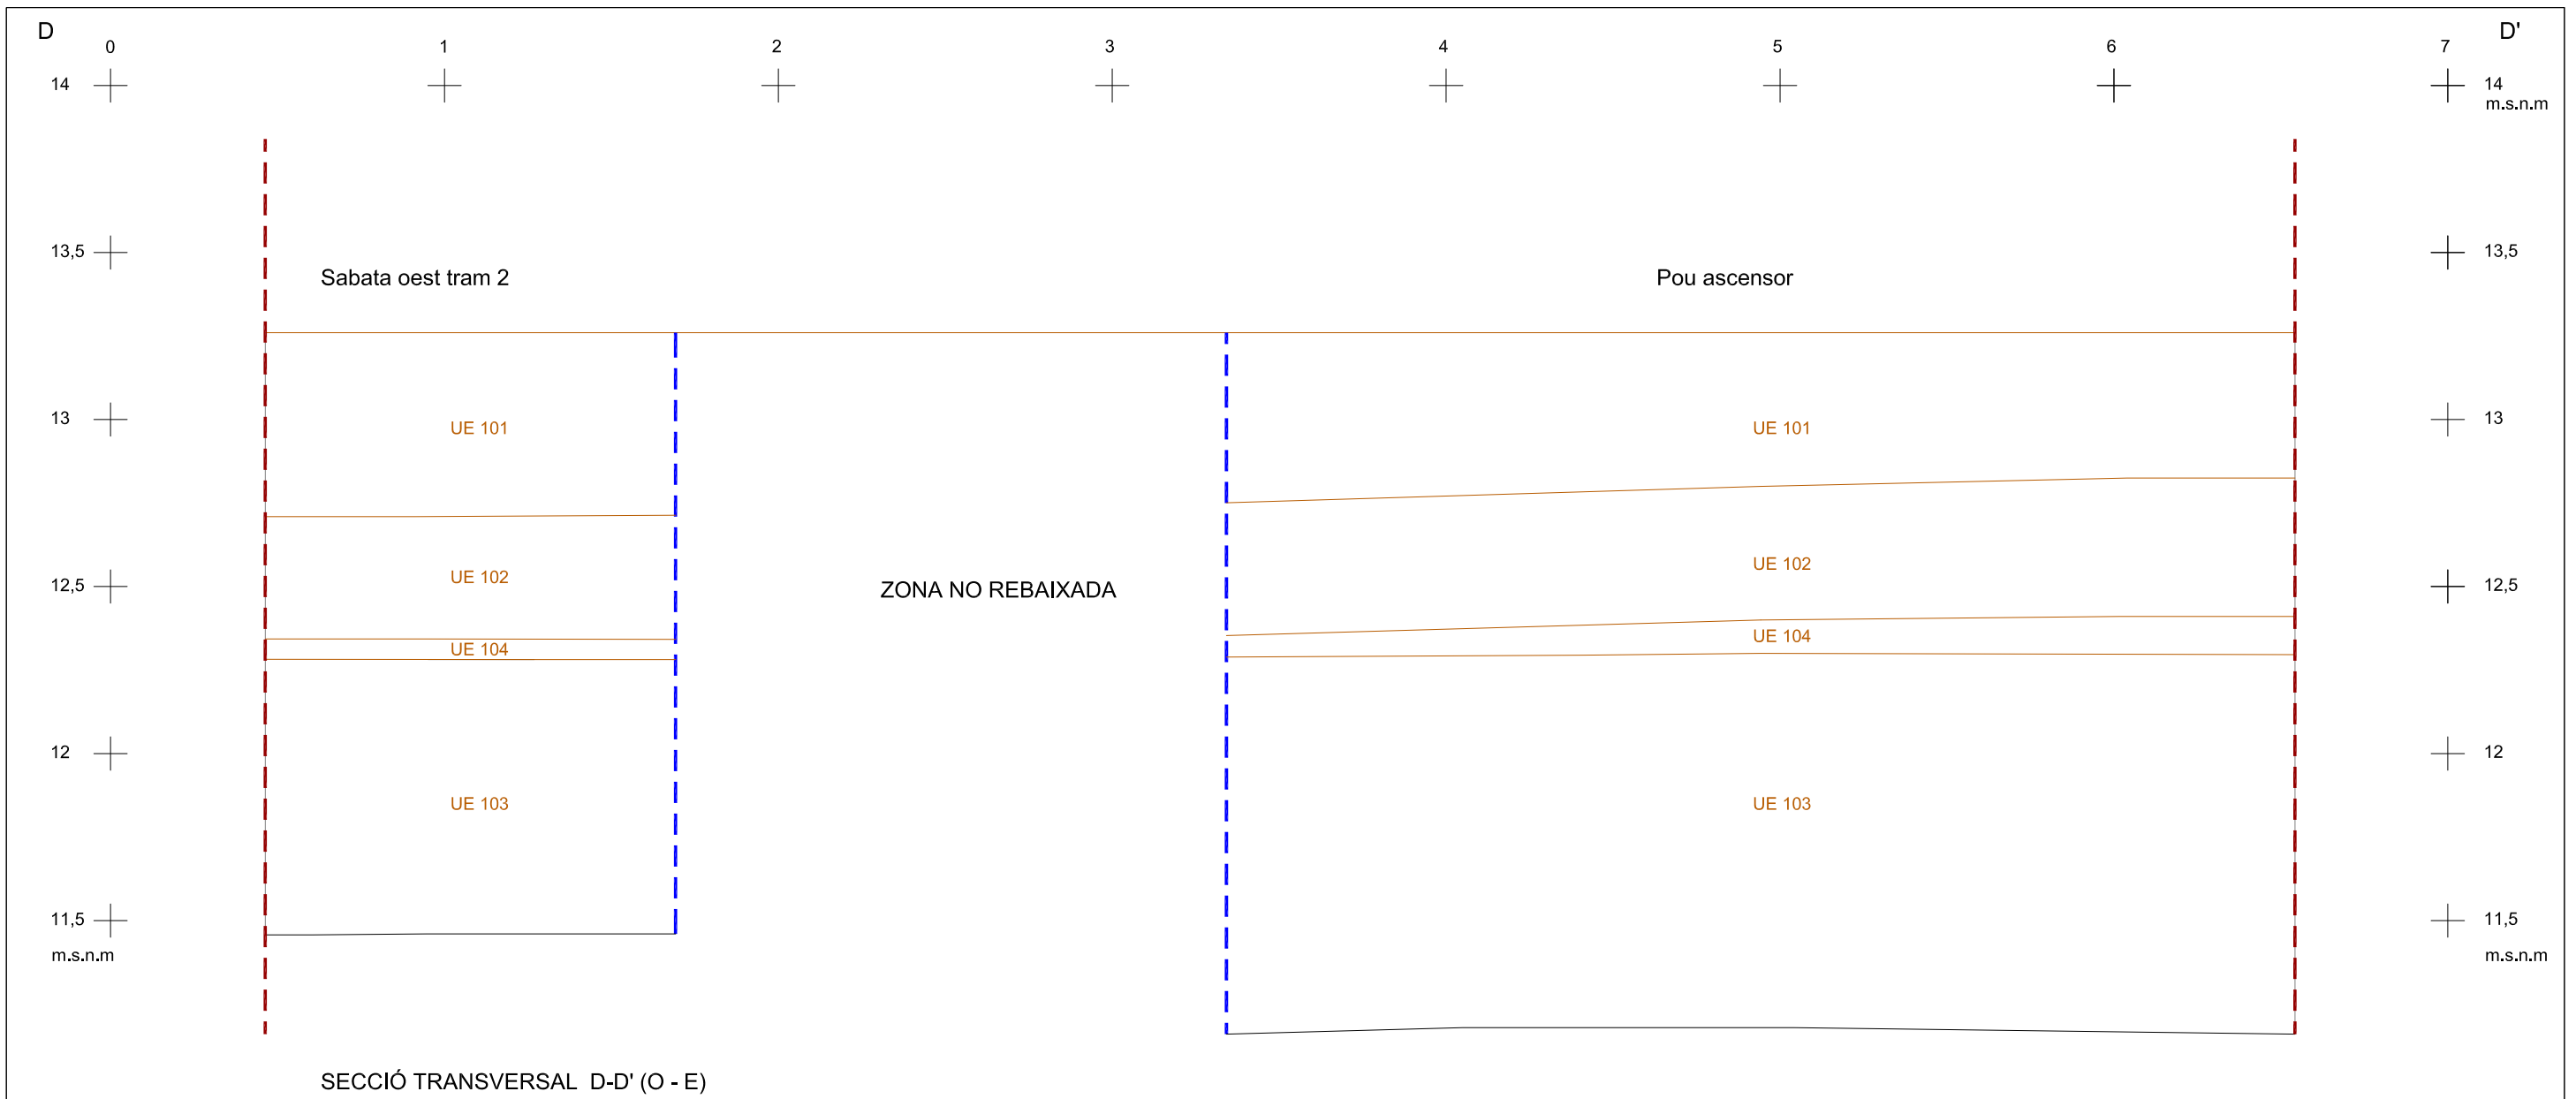 D D'
0 1 2 3 4 5 6 7
14 14
m.s.n.m
13,5 13,5
Sabata oest tram 2 Pou ascensor
13 13
UE 101 UE 101
UE 102 UE 102
12,5 ZONA NO REBAIXADA 12,5
UE 104 UE 104
12 12
UE 103 UE 103
11,5 11,5
m.s.n.m m.s.n.m
SECCIÓ TRANSVERSAL D-D' (O - E)